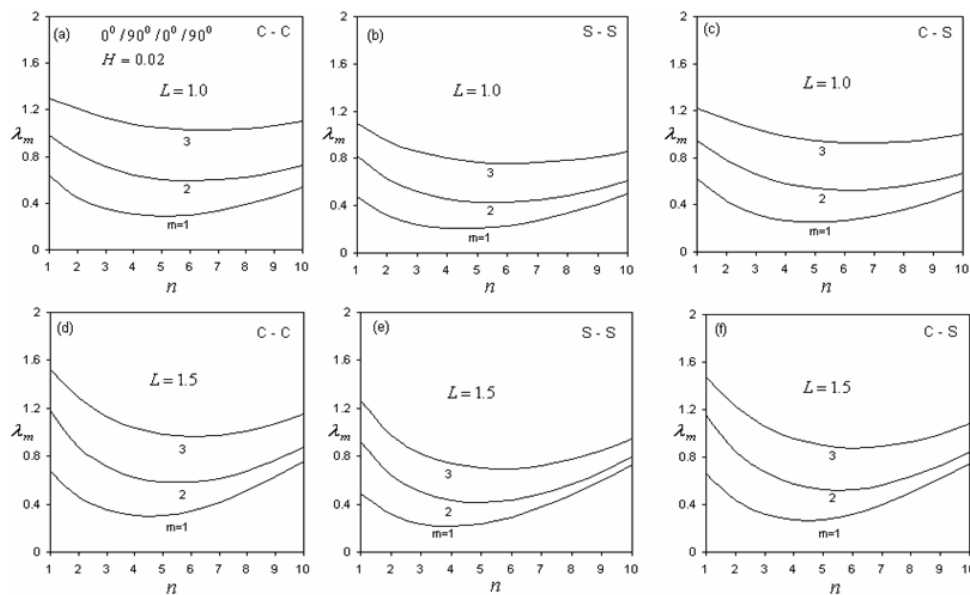 (a) 0⁰/90⁰/0⁰/90⁰ C - C
H = 0.02
L = 1.0
λₘ
3
2
m=1
2
1.6
1.2
0.8
0.4
0
1 2 3 4 5 6 7 8 9 10
n
(b) S - S
L = 1.0
3
2
m=1
2
1.6
1.2
0.8
0.4
0
1 2 3 4 5 6 7 8 9 10
n
(c) C - S
L = 1.0
λₘ
3
2
m=1
2
1.6
1.2
0.8
0.4
0
1 2 3 4 5 6 7 8 9 10
n
(d) C - C
L = 1.5
λₘ
3
2
m=1
2
1.6
1.2
0.8
0.4
0
1 2 3 4 5 6 7 8 9 10
n
(e) S - S
L = 1.5
λₘ
3
2
m=1
2
1.6
1.2
0.8
0.4
0
1 2 3 4 5 6 7 8 9 10
n
(f) C - S
L = 1.5
λₘ
3
2
m=1
2
1.6
1.2
0.8
0.4
0
1 2 3 4 5 6 7 8 9 10
n